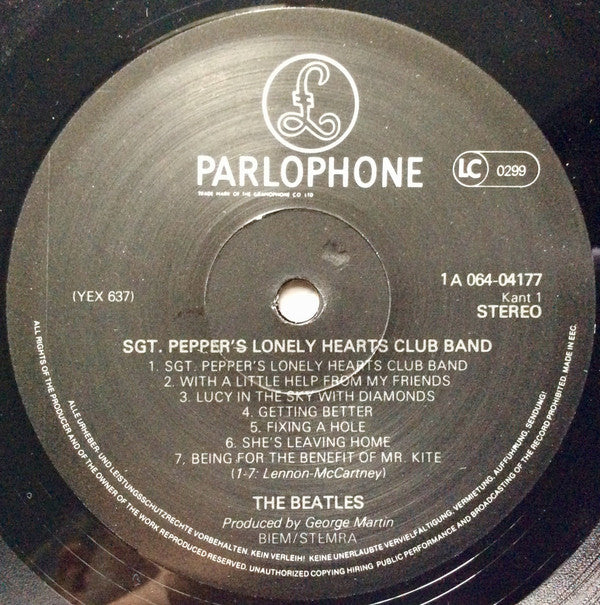 £
PARLOPHONE
TRADE MARK OF THE GRAMOPHONE CO LTD
LC 0299
(YEX 637)
1A 064-04177
Kant 1
STEREO
SGT. PEPPER'S LONELY HEARTS CLUB BAND
1. SGT. PEPPER'S LONELY HEARTS CLUB BAND
2. WITH A LITTLE HELP FROM MY FRIENDS
3. LUCY IN THE SKY WITH DIAMONDS
4. GETTING BETTER
5. FIXING A HOLE
6. SHE'S LEAVING HOME
7. BEING FOR THE BENEFIT OF MR. KITE
(1-7: Lennon-McCartney)
THE BEATLES
Produced by George Martin
BIEM/STEMRA
ALLE URHEBER- UND LEISTUNGSSCHUTZRECHTE VORBEHALTEN. KEIN VERLEIH! KEINE UNERLAUBTE VERVIELFÄLTIGUNG, VERMIETUNG, AUFFÜHRUNG, SENDUNG!
ALL RIGHTS OF THE PRODUCER AND OF THE OWNER OF THE WORK REPRODUCED RESERVED. UNAUTHORIZED COPYING HIRING PUBLIC PERFORMANCE AND BROADCASTING OF THE RECORD PROHIBITED. MADE IN EEC.